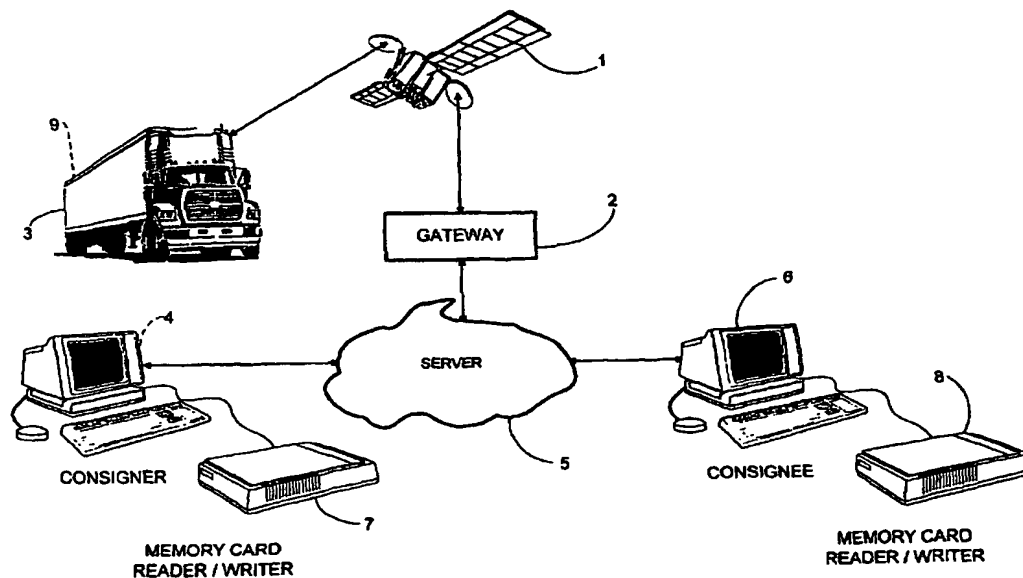 1
9
3
GATEWAY
2
4
SERVER
6
CONSIGNER
5
CONSIGNEE
8
7
MEMORY CARD
READER / WRITER
MEMORY CARD
READER / WRITER